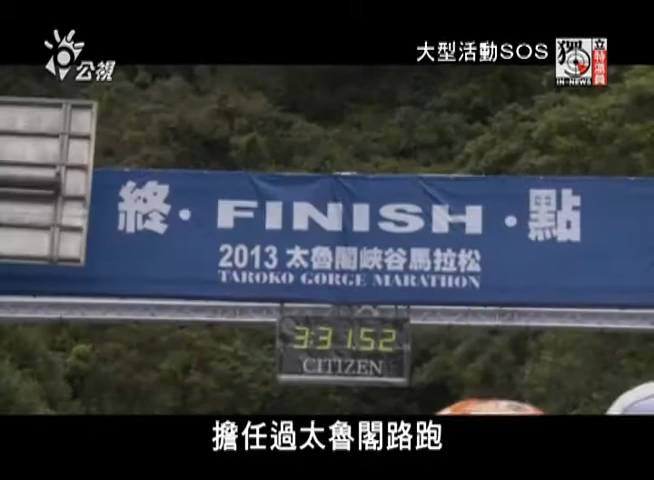 公視
大型活動SOS
獨立特派員
IN-NEWS
終・FINISH・點
2013 太魯閣峽谷馬拉松
TAROKO GORGE MARATHON
3:31.52
CITIZEN
擔任過太魯閣路跑